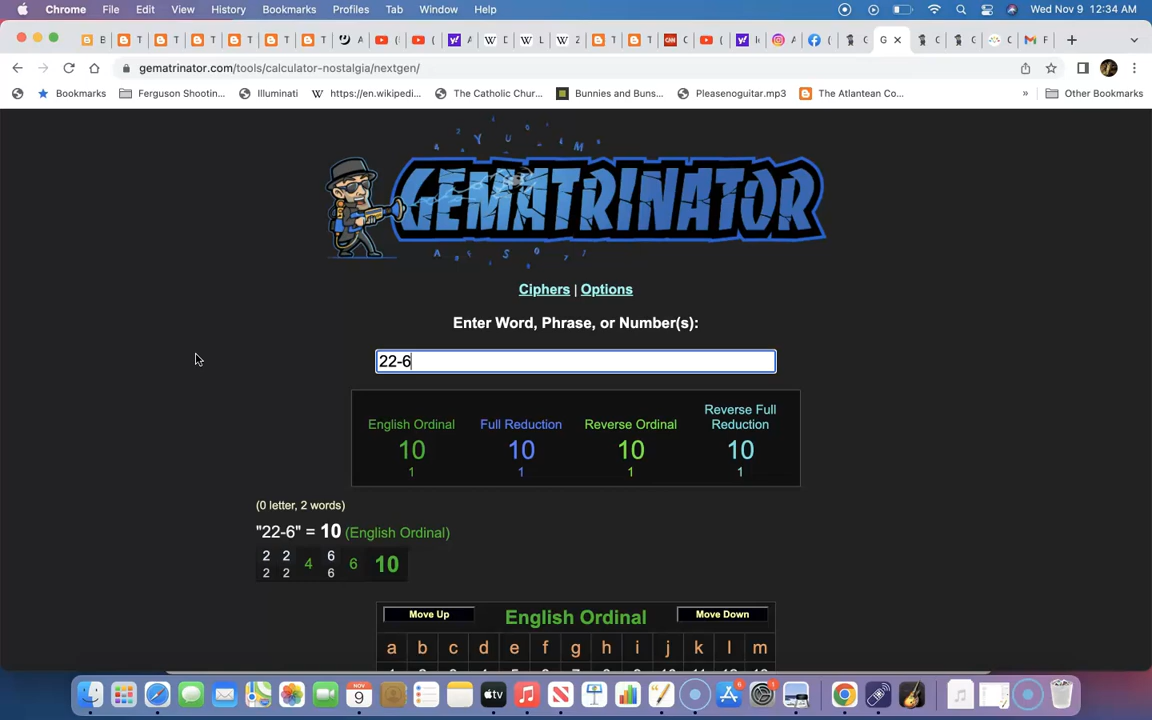 Chrome File Edit View History Bookmarks Profiles Tab Window Help Wed Nov 9 12:34 AM
gematrinator.com/tools/calculator-nostalgia/nextgen/
Bookmarks Ferguson Shootin... Illuminati https://en.wikipedi... The Catholic Chur... Bunnies and Buns... Pleasenoguitar.mp3 The Atlantean Co... » Other Bookmarks
GEMATRINATOR
Ciphers | Options
Enter Word, Phrase, or Number(s):
22-6
English Ordinal Full Reduction Reverse Ordinal Reverse Full Reduction
10 10 10 10
1 1 1 1
(0 letter, 2 words)
"22-6" = 10 (English Ordinal)
2 2 4 6 6 10
2 2 6
Move Up English Ordinal Move Down
a b c d e f g h i j k l m